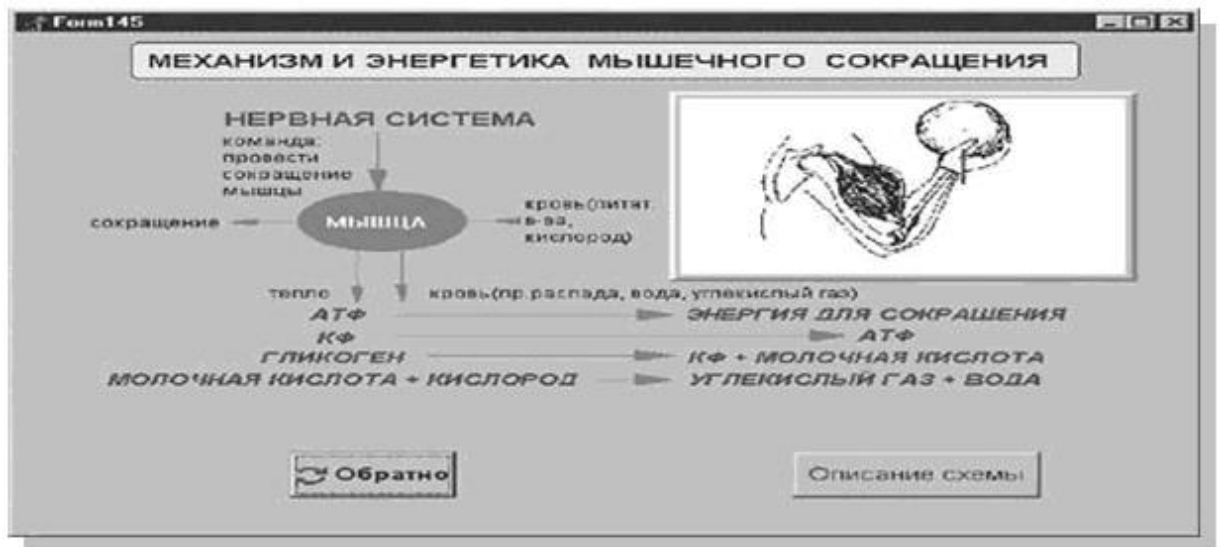 Form145
МЕХАНИЗМ И ЭНЕРГЕТИКА МЫШЕЧНОГО СОКРАЩЕНИЯ
НЕРВНАЯ СИСТЕМА
команда:
провести
сокращение
мышцы
сокращение
МЫШЦА
кровь(питат.
в-ва,
кислород)
тепло
кровь(пр.распада, вода, углекислый газ)
АТФ ЭНЕРГИЯ ДЛЯ СОКРАЩЕНИЯ
КФ АТФ
ГЛИКОГЕН КФ + МОЛОЧНАЯ КИСЛОТА
МОЛОЧНАЯ КИСЛОТА + КИСЛОРОД УГЛЕКИСЛЫЙ ГАЗ + ВОДА
Обратно
Описание схемы